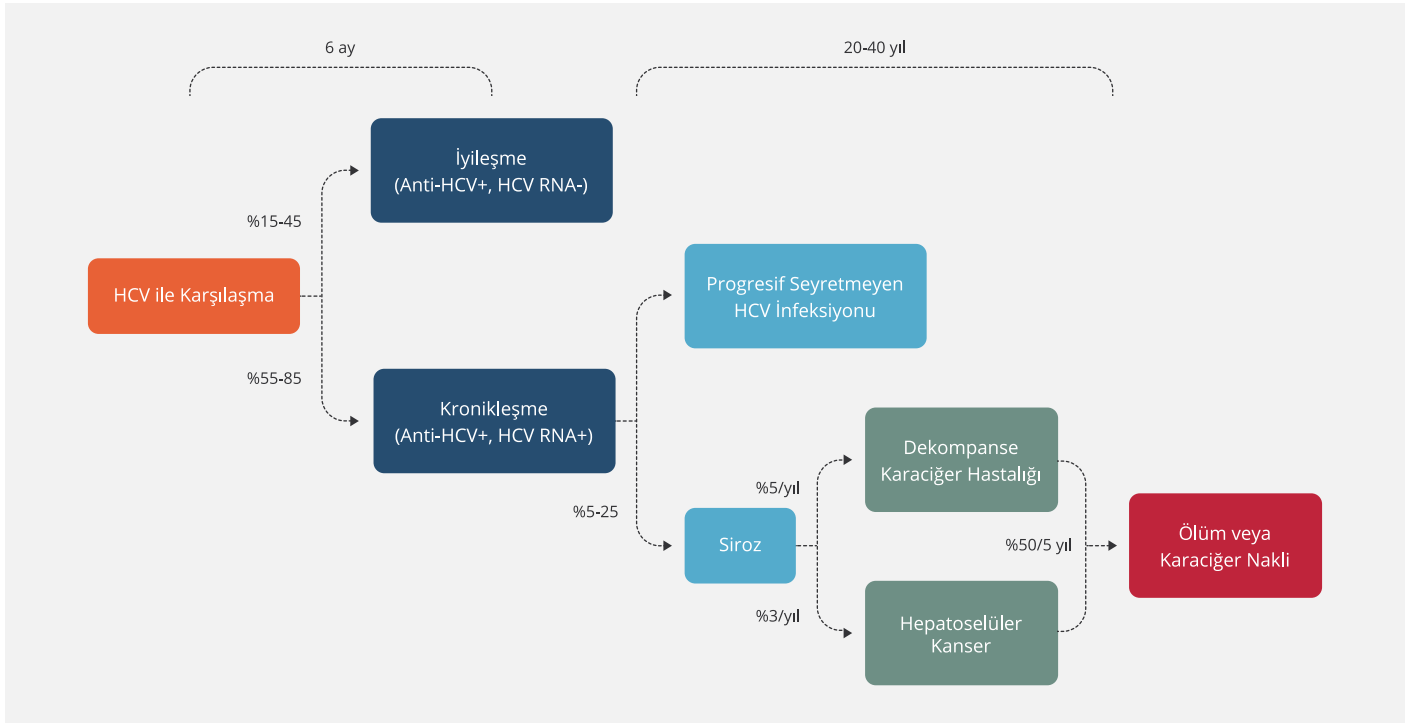 6 ay
20-40 yıl
İyileşme
(Anti-HCV+, HCV RNA-)
%15-45
HCV ile Karşılaşma
%55-85
Progresif Seyretmeyen
HCV İnfeksiyonu
Kronikleşme
(Anti-HCV+, HCV RNA+)
%5-25
Siroz
%5/yıl
%3/yıl
Dekompanse
Karaciğer Hastalığı
Hepatoselüler
Kanser
%50/5 yıl
Ölüm veya
Karaciğer Nakli